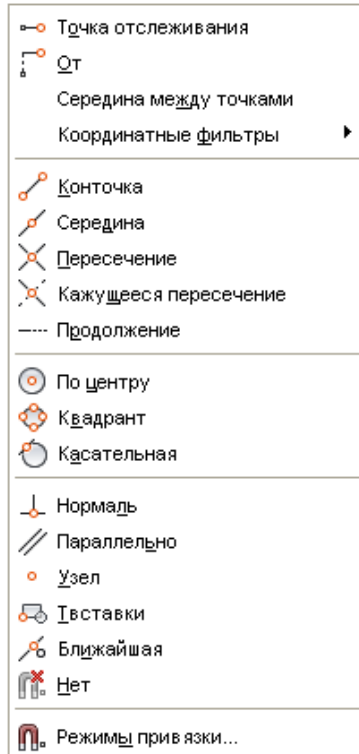 Точка отслеживания
От
Середина между точками
Координатные фильтры
Конточка
Середина
Пересечение
Кажущееся пересечение
Продолжение
По центру
Квадрант
Касательная
Нормаль
Параллельно
Узел
Твставки
Ближайшая
Нет
Режимы привязки...